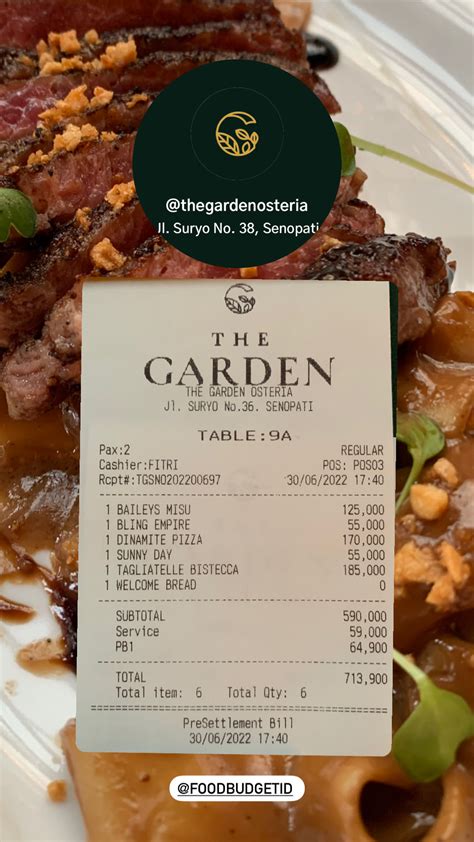 @thegardenosteria
Jl. Suryo No. 38, Senopati
THE
GARDEN
THE GARDEN OSTERIA
Jl. SURYO No.36. SENOPATI
TABLE:9A
Pax:2 REGULAR
Cashier:FITRI POS: POS03
Rcpt#:TGSNO202200697 30/06/2022 17:40
1 BAILEYS MISU 125,000
1 BLING EMPIRE 55,000
1 DINAMITE PIZZA 170,000
1 SUNNY DAY 55,000
1 TAGLIATELLE BISTECCA 185,000
1 WELCOME BREAD 0
SUBTOTAL 590,000
Service 59,000
PB1 64,900
TOTAL 713,900
Total item: 6 Total Qty: 6
PreSettlement Bill
30/06/2022 17:40
@FOODBUDGETID